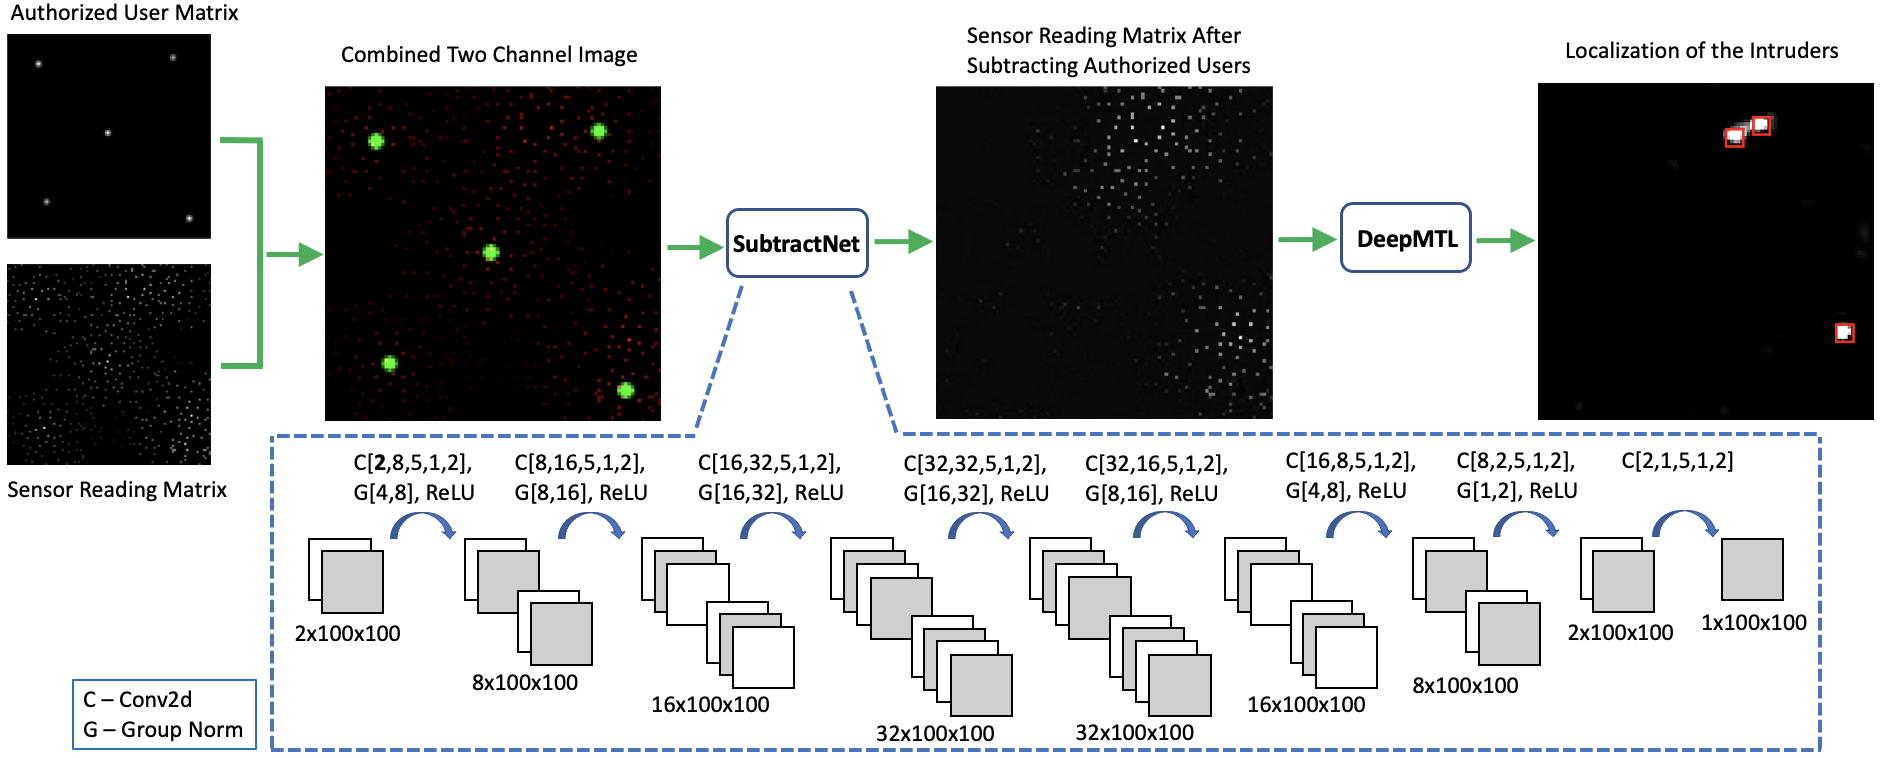 Authorized User Matrix
Combined Two Channel Image
Sensor Reading Matrix After
Subtracting Authorized Users
Localization of the Intruders
SubtractNet
DeepMTL
Sensor Reading Matrix
C[2,8,5,1,2],
G[4,8], ReLU
C[8,16,5,1,2],
G[8,16], ReLU
C[16,32,5,1,2],
G[16,32], ReLU
C[32,32,5,1,2],
G[16,32], ReLU
C[32,16,5,1,2],
G[8,16], ReLU
C[16,8,5,1,2],
G[4,8], ReLU
C[8,2,5,1,2],
G[1,2], ReLU
C[2,1,5,1,2]
2x100x100
8x100x100
16x100x100
32x100x100
32x100x100
16x100x100
8x100x100
2x100x100
1x100x100
C – Conv2d
G – Group Norm